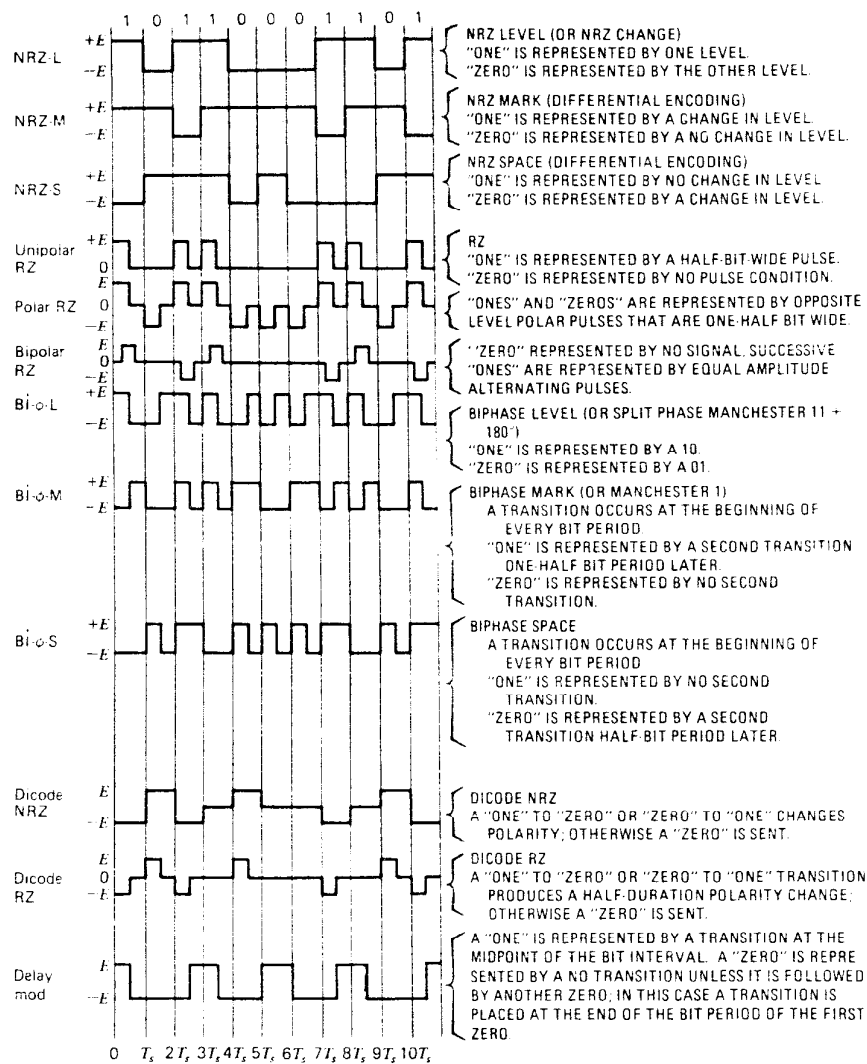 1 0 1 1 0 0 0 1 1 0 1
NRZ-L
+E
−E
NRZ LEVEL (OR NRZ CHANGE)
"ONE" IS REPRESENTED BY ONE LEVEL.
"ZERO" IS REPRESENTED BY THE OTHER LEVEL.
NRZ-M
+E
−E
NRZ MARK (DIFFERENTIAL ENCODING)
"ONE" IS REPRESENTED BY A CHANGE IN LEVEL.
"ZERO" IS REPRESENTED BY A NO CHANGE IN LEVEL.
NRZ-S
+E
−E
NRZ SPACE (DIFFERENTIAL ENCODING)
"ONE" IS REPRESENTED BY NO CHANGE IN LEVEL
"ZERO" IS REPRESENTED BY A CHANGE IN LEVEL.
Unipolar
RZ
+E
0
RZ
"ONE" IS REPRESENTED BY A HALF-BIT-WIDE PULSE.
"ZERO" IS REPRESENTED BY NO PULSE CONDITION.
Polar RZ
E
0
−E
"ONES" AND "ZEROS" ARE REPRESENTED BY OPPOSITE
LEVEL POLAR PULSES THAT ARE ONE-HALF BIT WIDE.
Bipolar
RZ
E
0
−E
"ZERO" REPRESENTED BY NO SIGNAL, SUCCESSIVE
"ONES" ARE REPRESENTED BY EQUAL AMPLITUDE
ALTERNATING PULSES.
Bi-φ-L
+E
−E
BIPHASE LEVEL (OR SPLIT PHASE MANCHESTER 11 +
180°)
"ONE" IS REPRESENTED BY A 10.
"ZERO" IS REPRESENTED BY A 01.
Bi-φ-M
+E
−E
BIPHASE MARK (OR MANCHESTER 1)
A TRANSITION OCCURS AT THE BEGINNING OF
EVERY BIT PERIOD.
"ONE" IS REPRESENTED BY A SECOND TRANSITION
ONE-HALF BIT PERIOD LATER.
"ZERO" IS REPRESENTED BY NO SECOND
TRANSITION.
Bi-φ-S
+E
−E
BIPHASE SPACE
A TRANSITION OCCURS AT THE BEGINNING OF
EVERY BIT PERIOD
"ONE" IS REPRESENTED BY NO SECOND
TRANSITION.
"ZERO" IS REPRESENTED BY A SECOND
TRANSITION HALF-BIT PERIOD LATER.
Dicode
NRZ
E
−E
DICODE NRZ
A "ONE" TO "ZERO" OR "ZERO" TO "ONE" CHANGES
POLARITY; OTHERWISE A "ZERO" IS SENT.
Dicode
RZ
E
0
−E
DICODE RZ
A "ONE" TO "ZERO" OR "ZERO" TO "ONE" TRANSITION
PRODUCES A HALF-DURATION POLARITY CHANGE;
OTHERWISE A "ZERO" IS SENT.
Delay
mod
E
−E
A "ONE" IS REPRESENTED BY A TRANSITION AT THE
MIDPOINT OF THE BIT INTERVAL. A "ZERO" IS REPRE
SENTED BY A NO TRANSITION UNLESS IT IS FOLLOWED
BY ANOTHER ZERO; IN THIS CASE A TRANSITION IS
PLACED AT THE END OF THE BIT PERIOD OF THE FIRST
ZERO.
0 Ts 2Ts 3Ts 4Ts 5Ts 6Ts 7Ts 8Ts 9Ts 10Ts